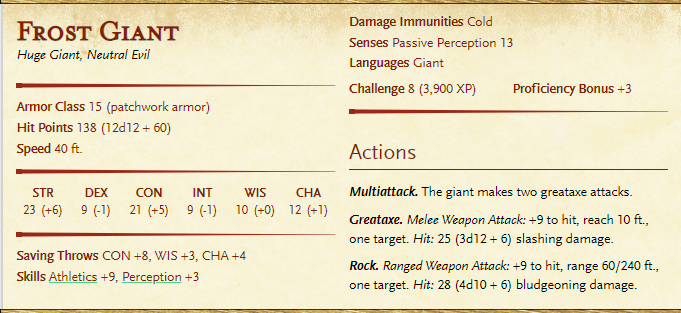 Frost Giant
Huge Giant, Neutral Evil
Armor Class 15 (patchwork armor)
Hit Points 138 (12d12 + 60)
Speed 40 ft.
STR DEX CON INT WIS CHA
23 (+6) 9 (-1) 21 (+5) 9 (-1) 10 (+0) 12 (+1)
Saving Throws CON +8, WIS +3, CHA +4
Skills Athletics +9, Perception +3
Damage Immunities Cold
Senses Passive Perception 13
Languages Giant
Challenge 8 (3,900 XP) Proficiency Bonus +3
Actions
Multiattack. The giant makes two greataxe attacks.
Greataxe. Melee Weapon Attack: +9 to hit, reach 10 ft.,
one target. Hit: 25 (3d12 + 6) slashing damage.
Rock. Ranged Weapon Attack: +9 to hit, range 60/240 ft.,
one target. Hit: 28 (4d10 + 6) bludgeoning damage.